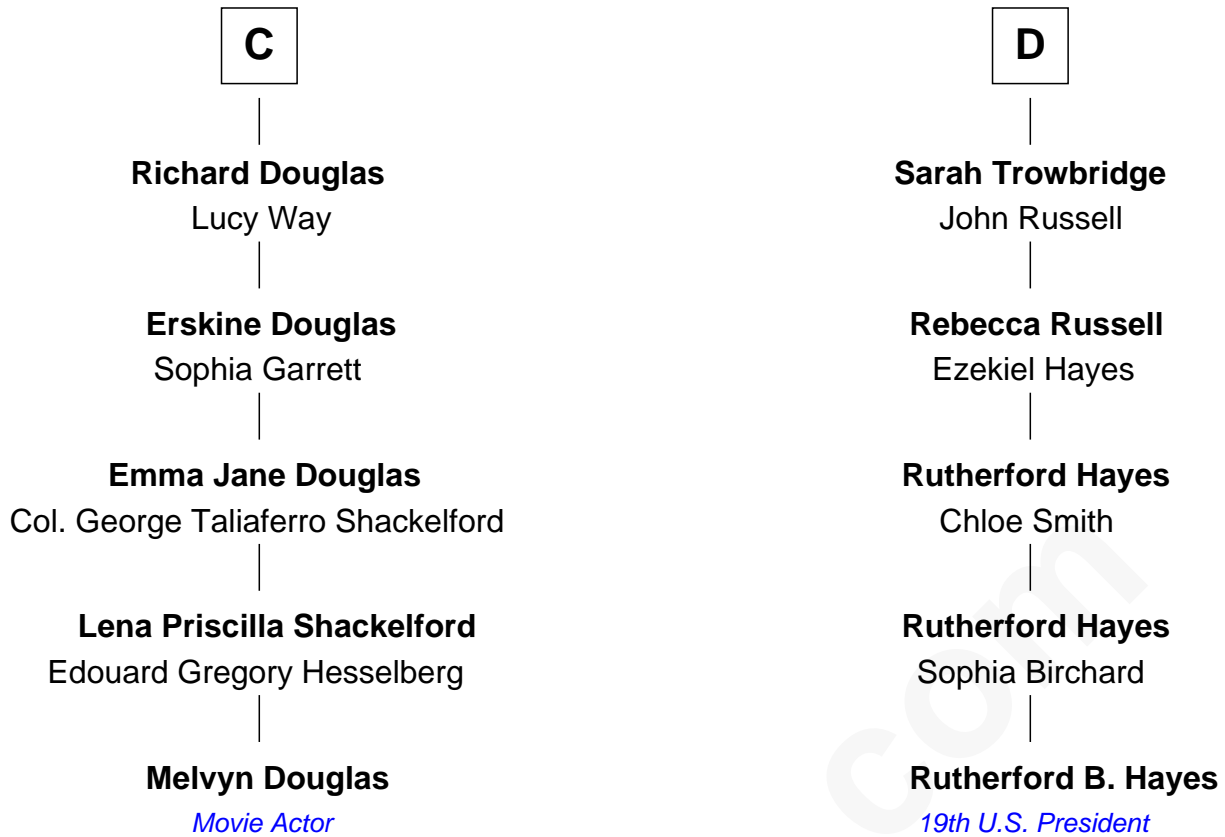 C
Richard Douglas
Lucy Way
Erskine Douglas
Sophia Garrett
Emma Jane Douglas
Col. George Taliaferro Shackelford
Lena Priscilla Shackelford
Edouard Gregory Hesselberg
Melvyn Douglas
Movie Actor
D
Sarah Trowbridge
John Russell
Rebecca Russell
Ezekiel Hayes
Rutherford Hayes
Chloe Smith
Rutherford Hayes
Sophia Birchard
Rutherford B. Hayes
19th U.S. President
com